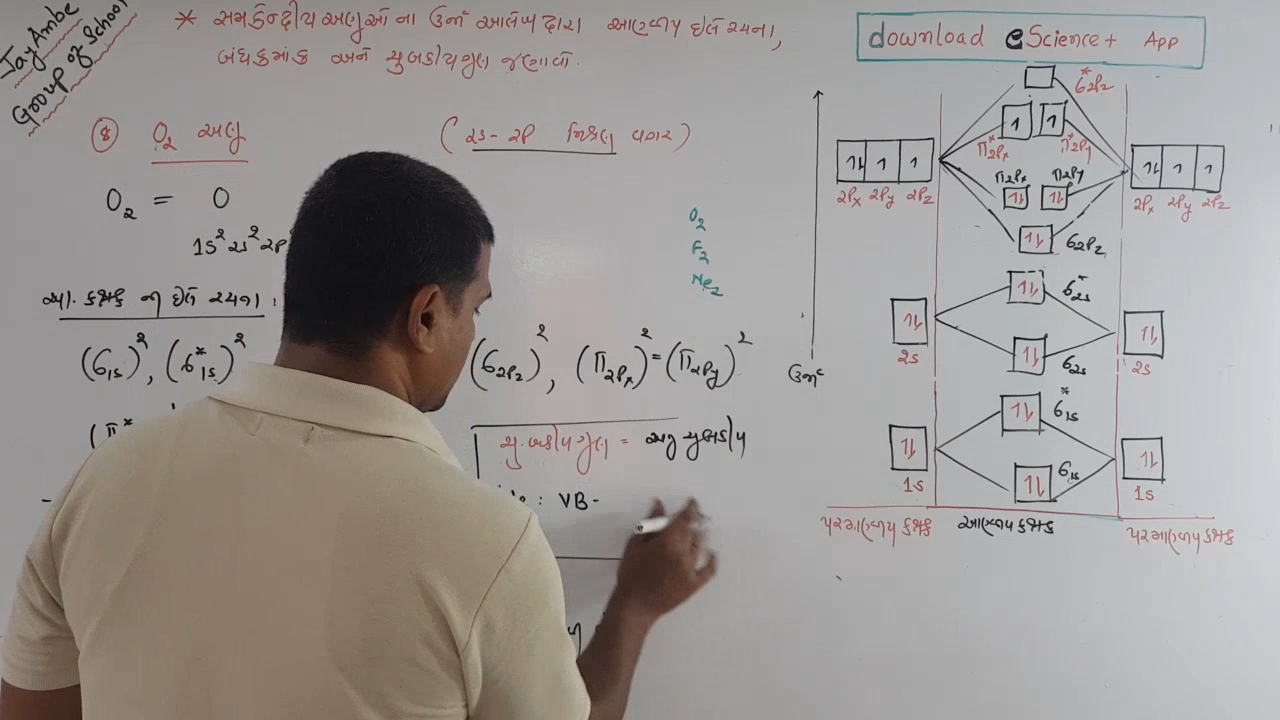 Jay Ambe
Group of School
* સમકેન્દ્રીય અણુઓ ના ઉર્જા આલેખ દ્વારા આણ્વીય ઇલે રચના,
બંધક્રમાંક અને ચુંબકીય ગુણ જણાવો.
download eScience+ App
⑧ O₂ અણુ
(2s - 2p મિશ્રણ વગર)
O₂ = O
1s² 2s² 2p
O₂
F₂
Ne₂
આ. કક્ષક ની ઇલે રચના :
(σ1s)², (σ*1s)²
(σ2pz)², (π2px)² = (π2py)²
(π*
ચુંબકીય ગુણ = અનુચુંબકીય
: VB-
σ*2pz
π*2px π*2py
π2px π2py
2px 2py 2pz
2px 2py 2pz
σ2pz
σ*2s
2s
2s
σ2s
ઉર્જા
σ*1s
σ1s
1s
1s
પરમાણ્વીય કક્ષક
આણ્વીય કક્ષક
પરમાણ્વીય કક્ષક